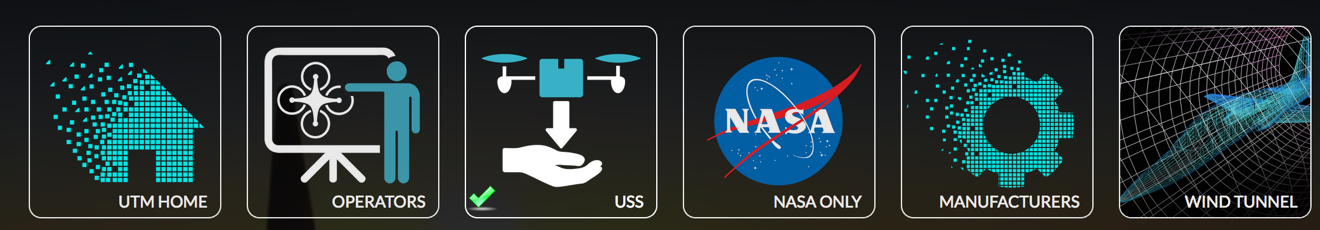 UTM HOME
OPERATORS
USS
NASA
NASA ONLY
MANUFACTURERS
WIND TUNNEL